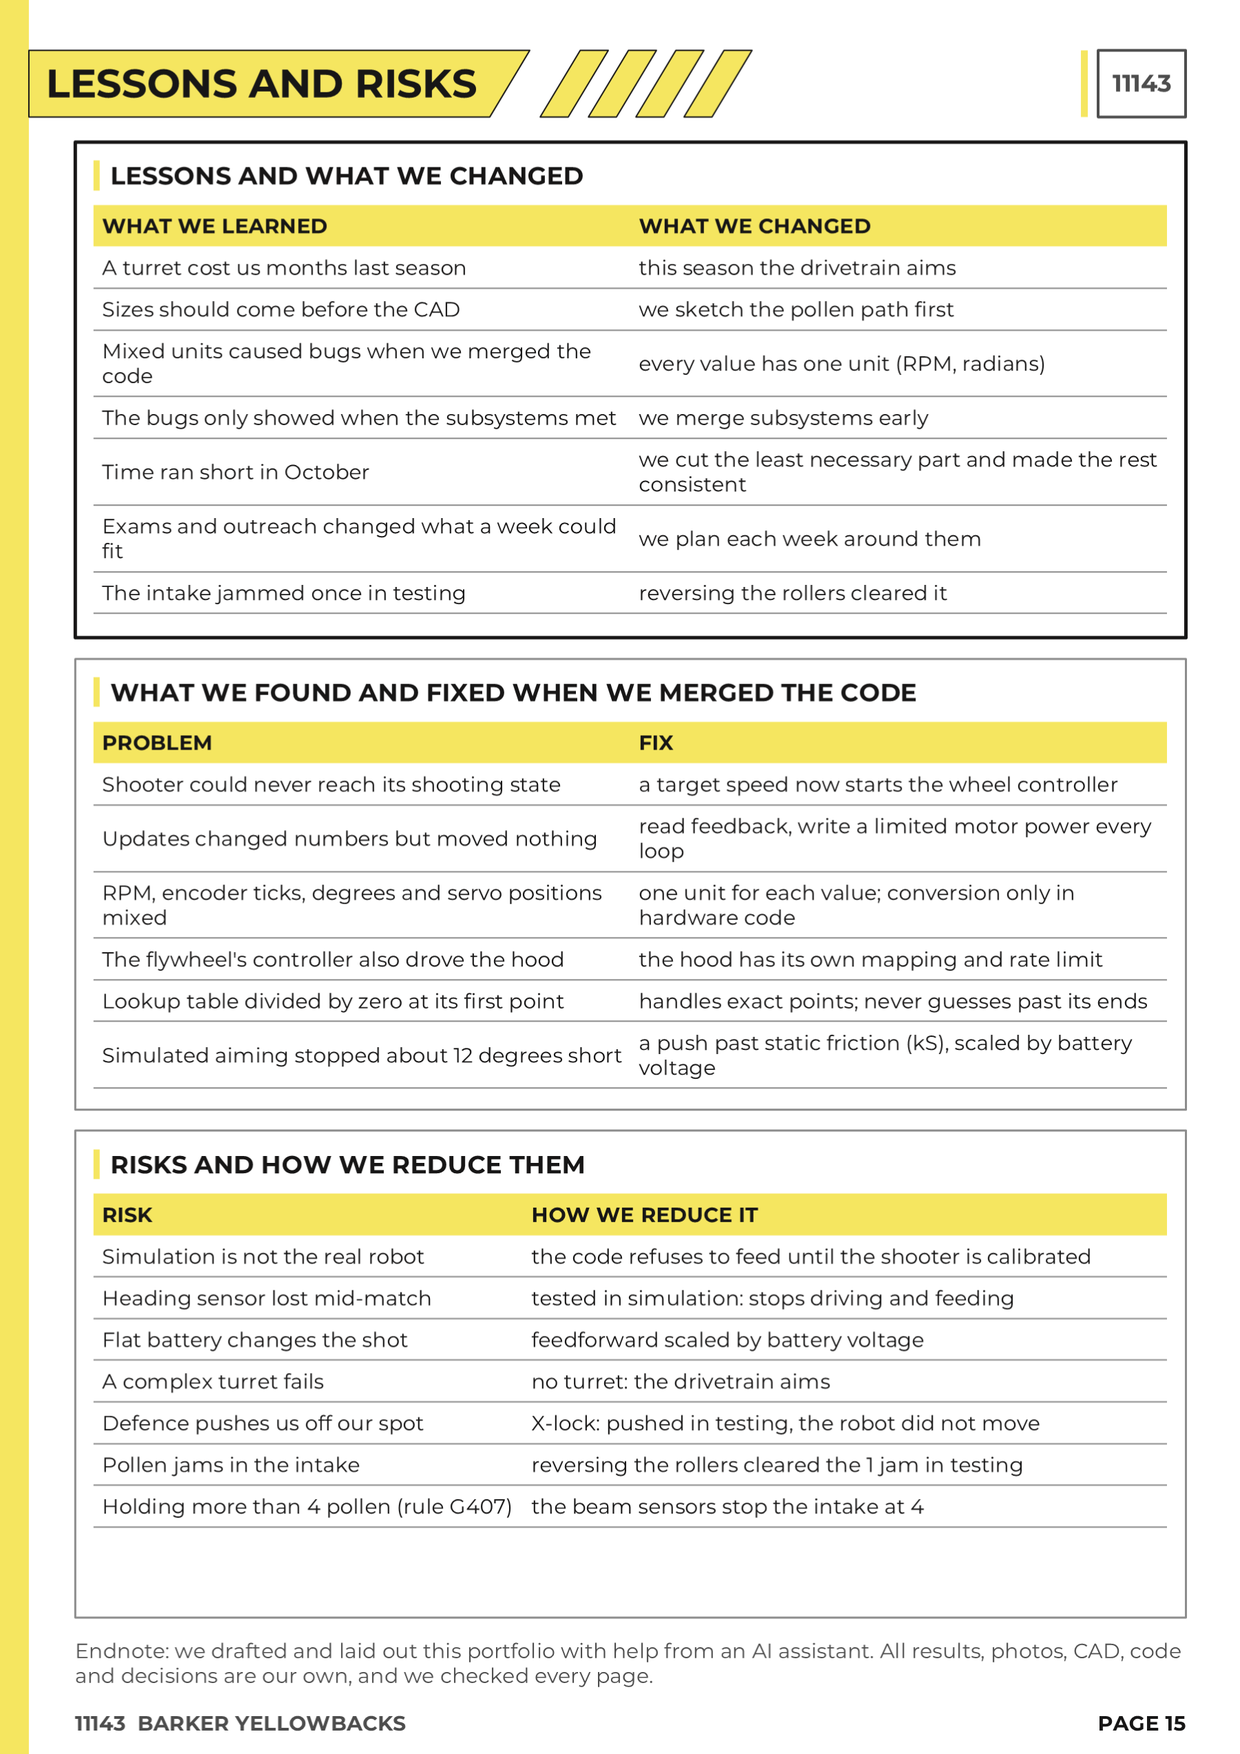 LESSONS AND RISKS
11143
LESSONS AND WHAT WE CHANGED
WHAT WE LEARNED WHAT WE CHANGED
A turret cost us months last season this season the drivetrain aims
Sizes should come before the CAD we sketch the pollen path first
Mixed units caused bugs when we merged the
code
every value has one unit (RPM, radians)
The bugs only showed when the subsystems met we merge subsystems early
Time ran short in October
we cut the least necessary part and made the rest
consistent
Exams and outreach changed what a week could
fit
we plan each week around them
The intake jammed once in testing reversing the rollers cleared it
WHAT WE FOUND AND FIXED WHEN WE MERGED THE CODE
PROBLEM FIX
Shooter could never reach its shooting state a target speed now starts the wheel controller
Updates changed numbers but moved nothing
read feedback, write a limited motor power every
loop
RPM, encoder ticks, degrees and servo positions
mixed
one unit for each value; conversion only in
hardware code
The flywheel's controller also drove the hood the hood has its own mapping and rate limit
Lookup table divided by zero at its first point handles exact points; never guesses past its ends
Simulated aiming stopped about 12 degrees short
a push past static friction (kS), scaled by battery
voltage
RISKS AND HOW WE REDUCE THEM
RISK HOW WE REDUCE IT
Simulation is not the real robot the code refuses to feed until the shooter is calibrated
Heading sensor lost mid-match tested in simulation: stops driving and feeding
Flat battery changes the shot feedforward scaled by battery voltage
A complex turret fails no turret: the drivetrain aims
Defence pushes us off our spot X-lock: pushed in testing, the robot did not move
Pollen jams in the intake reversing the rollers cleared the 1 jam in testing
Holding more than 4 pollen (rule G407) the beam sensors stop the intake at 4
Endnote: we drafted and laid out this portfolio with help from an AI assistant. All results, photos, CAD, code
and decisions are our own, and we checked every page.
11143 BARKER YELLOWBACKS PAGE 15